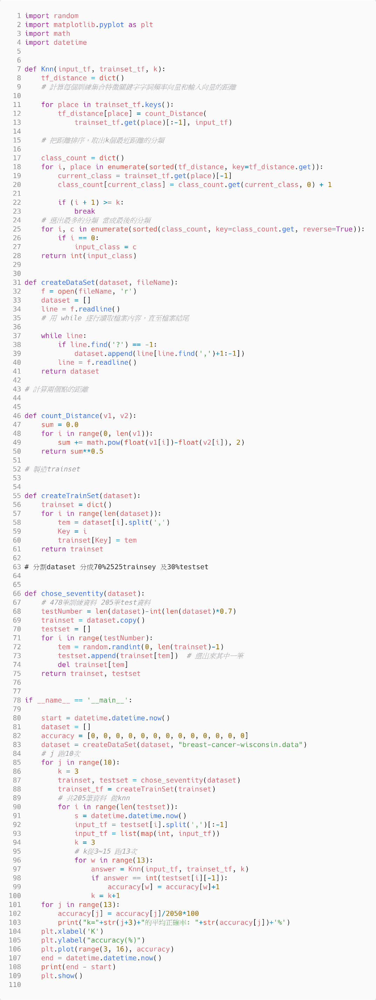 1 import random
2 import matplotlib.pyplot as plt
3 import math
4 import datetime
5
6
7 def Knn(input_tf, trainset_tf, k):
8     tf_distance = dict()
9     # 計算每個訓練集合特徵關鍵字字詞頻率向量和輸入向量的距離
10
11     for place in trainset_tf.keys():
12         tf_distance[place] = count_Distance(
13             trainset_tf.get(place)[:-1], input_tf)
14
15     # 把距離排序，取出k個最近距離的分類
16
17     class_count = dict()
18     for i, place in enumerate(sorted(tf_distance, key=tf_distance.get)):
19         current_class = trainset_tf.get(place)[-1]
20         class_count[current_class] = class_count.get(current_class, 0) + 1
21
22         if (i + 1) >= k:
23             break
24     # 選出最多的分類 當成最後的分類
25     for i, c in enumerate(sorted(class_count, key=class_count.get, reverse=True)):
26         if i == 0:
27             input_class = c
28     return int(input_class)
29
30
31 def createDataSet(dataset, fileName):
32     f = open(fileName, 'r')
33     dataset = []
34     line = f.readline()
35     # 用 while 逐行讀取檔案內容，直至檔案結尾
36
37     while line:
38         if line.find('?') == -1:
39             dataset.append(line[line.find(',')+1:-1])
40         line = f.readline()
41     return dataset
42
43 # 計算兩個點的距離
44
45
46 def count_Distance(v1, v2):
47     sum = 0.0
48     for i in range(0, len(v1)):
49         sum += math.pow(float(v1[i])-float(v2[i]), 2)
50     return sum**0.5
51
52 # 製造trainset
53
54
55 def createTrainSet(dataset):
56     trainset = dict()
57     for i in range(len(dataset)):
58         tem = dataset[i].split(',')
59         Key = i
60         trainset[Key] = tem
61     return trainset
62
63 # 分割dataset 分成70%2525trainsey 及30%testset
64
65
66 def chose_seventity(dataset):
67     # 478筆訓練資料 205筆test資料
68     testNumber = len(dataset)-int(len(dataset)*0.7)
69     trainset = dataset.copy()
70     testset = []
71     for i in range(testNumber):
72         tem = random.randint(0, len(trainset)-1)
73         testset.append(trainset[tem])  # 選出來其中一筆
74         del trainset[tem]
75     return trainset, testset
76
77
78 if __name__ == '__main__':
79
80     start = datetime.datetime.now()
81     dataset = []
82     accuracy = [0, 0, 0, 0, 0, 0, 0, 0, 0, 0, 0, 0, 0]
83     dataset = createDataSet(dataset, "breast-cancer-wisconsin.data")
84     # j 跑10次
85     for j in range(10):
86         k = 3
87         trainset, testset = chose_seventity(dataset)
88         trainset_tf = createTrainSet(trainset)
89         # 共205筆資料 做knn
90         for i in range(len(testset)):
91             s = datetime.datetime.now()
92             input_tf = testset[i].split(',')[:-1]
93             input_tf = list(map(int, input_tf))
94             k = 3
95             # k從3~15 跑13次
96             for w in range(13):
97                 answer = Knn(input_tf, trainset_tf, k)
98                 if answer == int(testset[i][-1]):
99                     accuracy[w] = accuracy[w]+1
100                 k = k+1
101     for j in range(13):
102         accuracy[j] = accuracy[j]/2050*100
103         print("k="+str(j+3)+"的平均正確率: "+str(accuracy[j])+'%')
104     plt.xlabel('K')
105     plt.ylabel("accuracy(%)")
106     plt.plot(range(3, 16), accuracy)
107     end = datetime.datetime.now()
108     print(end - start)
109     plt.show()
110